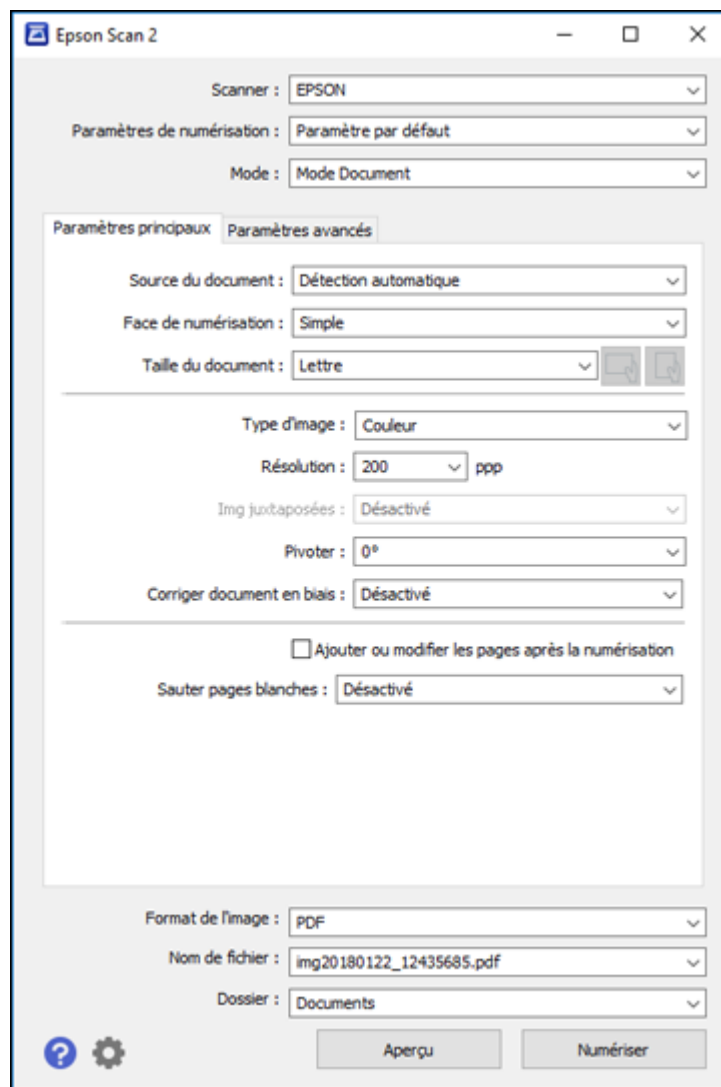 Epson Scan 2
Scanner : EPSON
Paramètres de numérisation : Paramètre par défaut
Mode : Mode Document
Paramètres principaux Paramètres avancés
Source du document : Détection automatique
Face de numérisation : Simple
Taille du document : Lettre
Type d'image : Couleur
Résolution : 200 ppp
Img juxtaposées : Désactivé
Pivoter : 0°
Corriger document en biais : Désactivé
Ajouter ou modifier les pages après la numérisation
Sauter pages blanches : Désactivé
Format de l'image : PDF
Nom de fichier : img20180122_12435685.pdf
Dossier : Documents
? Aperçu Numériser